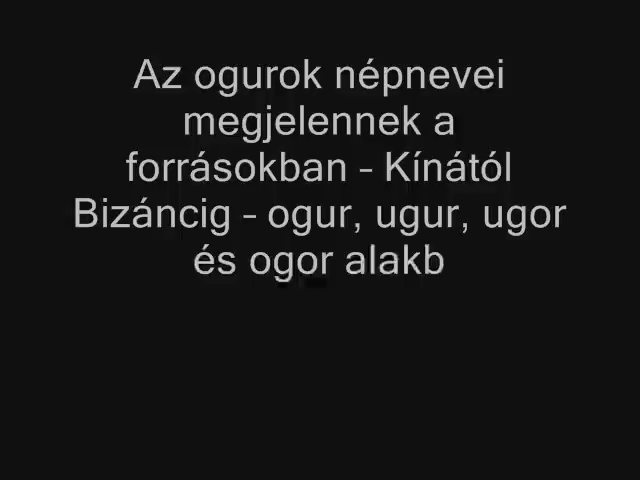 Az ogurok népnevei
megjelennek a
forrásokban – Kínától
Bizáncig – ogur, ugur, ugor
és ogor alakb